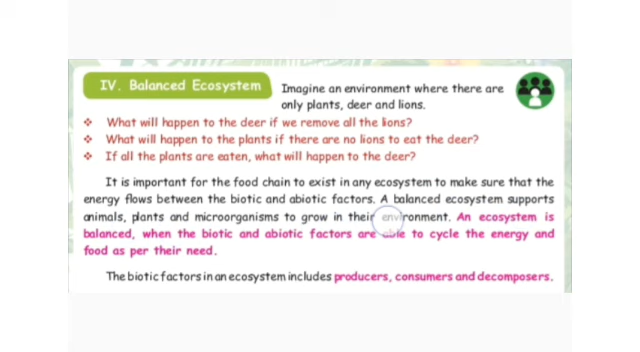 IV. Balanced Ecosystem
Imagine an environment where there are
only plants, deer and lions.
❖ What will happen to the deer if we remove all the lions?
❖ What will happen to the plants if there are no lions to eat the deer?
❖ If all the plants are eaten, what will happen to the deer?
It is important for the food chain to exist in any ecosystem to make sure that the
energy flows between the biotic and abiotic factors. A balanced ecosystem supports
animals, plants and microorganisms to grow in their environment. An ecosystem is
balanced, when the biotic and abiotic factors are able to cycle the energy and
food as per their need.
The biotic factors in an ecosystem includes producers, consumers and decomposers.